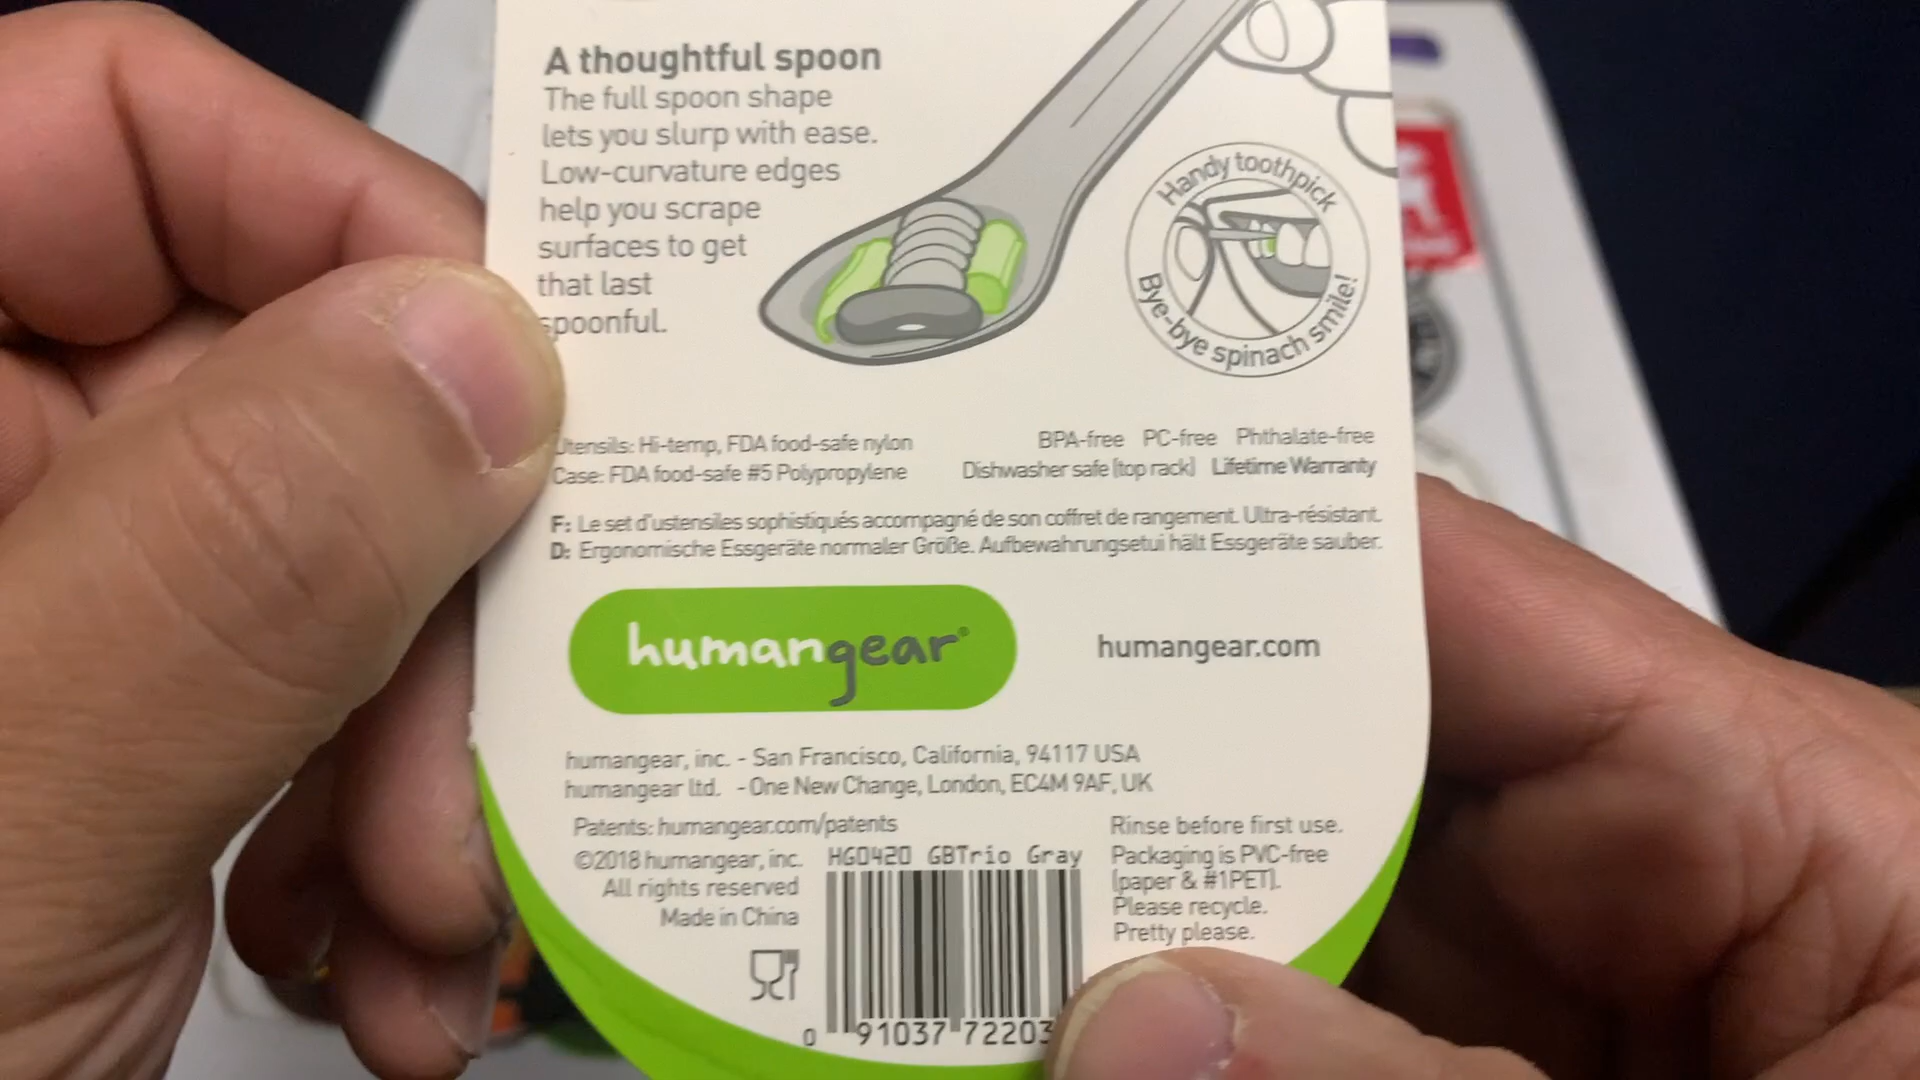 A thoughtful spoon
The full spoon shape
lets you slurp with ease.
Low-curvature edges
help you scrape
surfaces to get
that last
spoonful.
Handy toothpick
Bye-bye spinach smile!
Utensils: Hi-temp, FDA food-safe nylon
Case: FDA food-safe #5 Polypropylene
BPA-free PC-free Phthalate-free
Dishwasher safe (top rack) Lifetime Warranty
F: Le set d'ustensiles sophistiqués accompagné de son coffret de rangement. Ultra-résistant.
D: Ergonomische Essgeräte normaler Größe. Aufbewahrungsetui hält Essgeräte sauber.
humangear®
humangear.com
humangear, inc. - San Francisco, California, 94117 USA
humangear ltd. - One New Change, London, EC4M 9AF, UK
Patents: humangear.com/patents
©2018 humangear, inc.
All rights reserved
Made in China
HG0420 GBTrio Gray
0 91037 72203
Rinse before first use.
Packaging is PVC-free
(paper & #1PET).
Please recycle.
Pretty please.